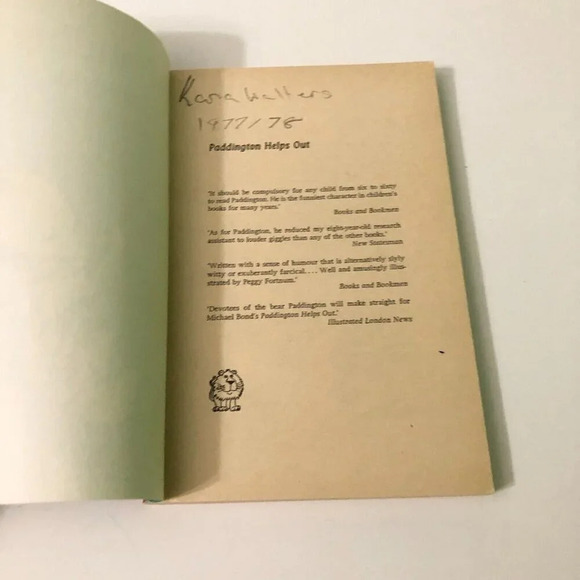 Kara Walters
1977/78
Paddington Helps Out
'It should be compulsory for any child from six to sixty
to read Paddington. He is the funniest character in children's
books for many years.'
Books and Bookmen
'As for Paddington, he reduced my eight-year-old research
assistant to louder giggles than any of the other books.'
New Statesman
'Written with a sense of humour that is alternatively slyly
witty or exuberantly farcical.... Well and amusingly illus-
trated by Peggy Fortnum.'
Books and Bookmen
'Devotees of the bear Paddington will make straight for
Michael Bond's Paddington Helps Out.'
Illustrated London News